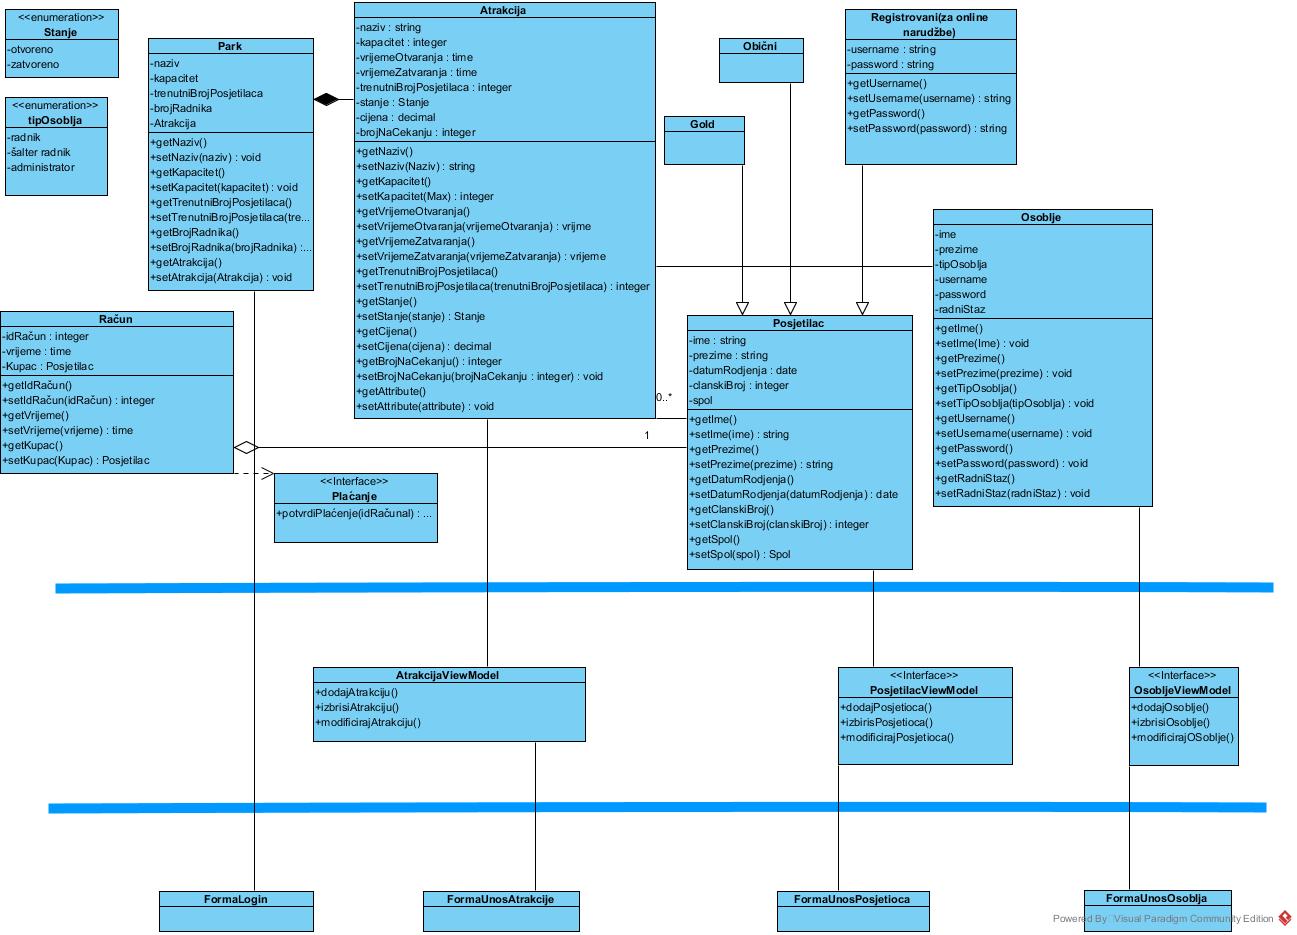 <<enumeration>>
Stanje
-otvoreno
-zatvoreno
<<enumeration>>
tipOsoblja
-radnik
-šalter radnik
-administrator
Park
-naziv
-kapacitet
-trenutniBrojPosjetilaca
-brojRadnika
-Atrakcija
+getNaziv()
+setNaziv(naziv) : void
+getKapacitet()
+setKapacitet(kapacitet) : void
+getTrenutniBrojPosjetilaca()
+setTrenutniBrojPosjetilaca(tre...
+getBrojRadnika()
+setBrojRadnika(brojRadnika) :...
+getAtrakcija()
+setAtrakcija(Atrakcija) : void
Atrakcija
-naziv : string
-kapacitet : integer
-vrijemeOtvaranja : time
-vrijemeZatvaranja : time
-trenutniBrojPosjetilaca : integer
-stanje : Stanje
-cijena : decimal
-brojNaCekanju : integer
+getNaziv()
+setNaziv(Naziv) : string
+getKapacitet()
+setKapacitet(Max) : integer
+getVrijemeOtvaranja()
+setVrijemeOtvaranja(vrijemeOtvaranja) : vrijme
+getVrijemeZatvaranja()
+setVrijemeZatvaranja(vrijemeZatvaranja) : vrijeme
+getTrenutniBrojPosjetilaca()
+setTrenutniBrojPosjetilaca(trenutniBrojPosjetilaca) : integer
+getStanje()
+setStanje(stanje) : Stanje
+getCijena()
+setCijena(cijena) : decimal
+getBrojNaCekanju() : integer
+setBrojNaCekanju(brojNaCekanju : integer) : void
+getAttribute()
+setAttribute(attribute) : void
Gold
Obični
Registrovani(za online
narudžbe)
-username : string
-password : string
+getUsername()
+setUsername(username) : string
+getPassword()
+setPassword(password) : string
Osoblje
-ime
-prezime
-tipOsoblja
-username
-password
-radniStaz
+getIme()
+setIme(Ime) : void
+getPrezime()
+setPrezime(prezime) : void
+getTipOsoblja()
+setTipOsoblja(tipOsoblja) : void
+getUsername()
+setUsername(username) : void
+getPassword()
+setPassword(password) : void
+getRadniStaz()
+setRadniStaz(radniStaz) : void
Račun
-idRačun : integer
-vrijeme : time
-Kupac : Posjetilac
+getIdRačun()
+setIdRačun(idRačun) : integer
+getVrijeme()
+setVrijeme(vrijeme) : time
+getKupac()
+setKupac(Kupac) : Posjetilac
Posjetilac
-ime : string
-prezime : string
-datumRodjenja : date
-clanskiBroj : integer
-spol
+getIme()
+setIme(ime) : string
+getPrezime()
+setPrezime(prezime) : string
+getDatumRodjenja()
+setDatumRodjenja(datumRodjenja) : date
+getClanskiBroj()
+setClanskiBroj(clanskiBroj) : integer
+getSpol()
+setSpol(spol) : Spol
0..*
1
<<Interface>>
Plaćanje
+potvrdiPlaćenje(idRačunal) : ...
AtrakcijaViewModel
+dodajAtrakciju()
+izbrisiAtrakciju()
+modificirajAtrakciju()
<<Interface>>
PosjetilacViewModel
+dodajPosjetioca()
+izbirisPosjetioca()
+modificirajPosjetioca()
<<Interface>>
OsobljeViewModel
+dodajOsoblje()
+izbrisiOsoblje()
+modificirajOSoblje()
FormaLogin
FormaUnosAtrakcije
FormaUnosPosjetioca
FormaUnosOsoblja
Powered By Visual Paradigm Community Edition